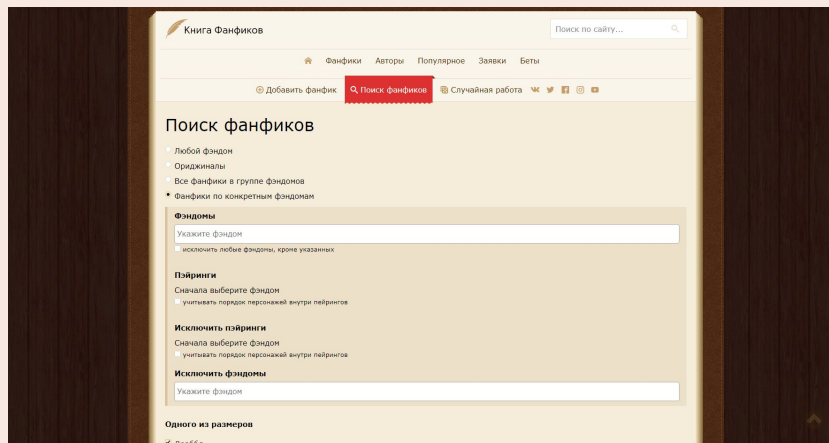 Книга Фанфиков
Поиск по сайту...
Фанфики Авторы Популярное Заявки Беты
Добавить фанфик Поиск фанфиков Случайная работа
Поиск фанфиков
Любой фэндом
Ориджиналы
Все фанфики в группе фэндомов
Фанфики по конкретным фэндомам
Фэндомы
Укажите фэндом
исключить любые фэндомы, кроме указанных
Пэйринги
Сначала выберите фэндом
учитывать порядок персонажей внутри пейрингов
Исключить пэйринги
Сначала выберите фэндом
учитывать порядок персонажей внутри пейрингов
Исключить фэндомы
Укажите фэндом
Одного из размеров